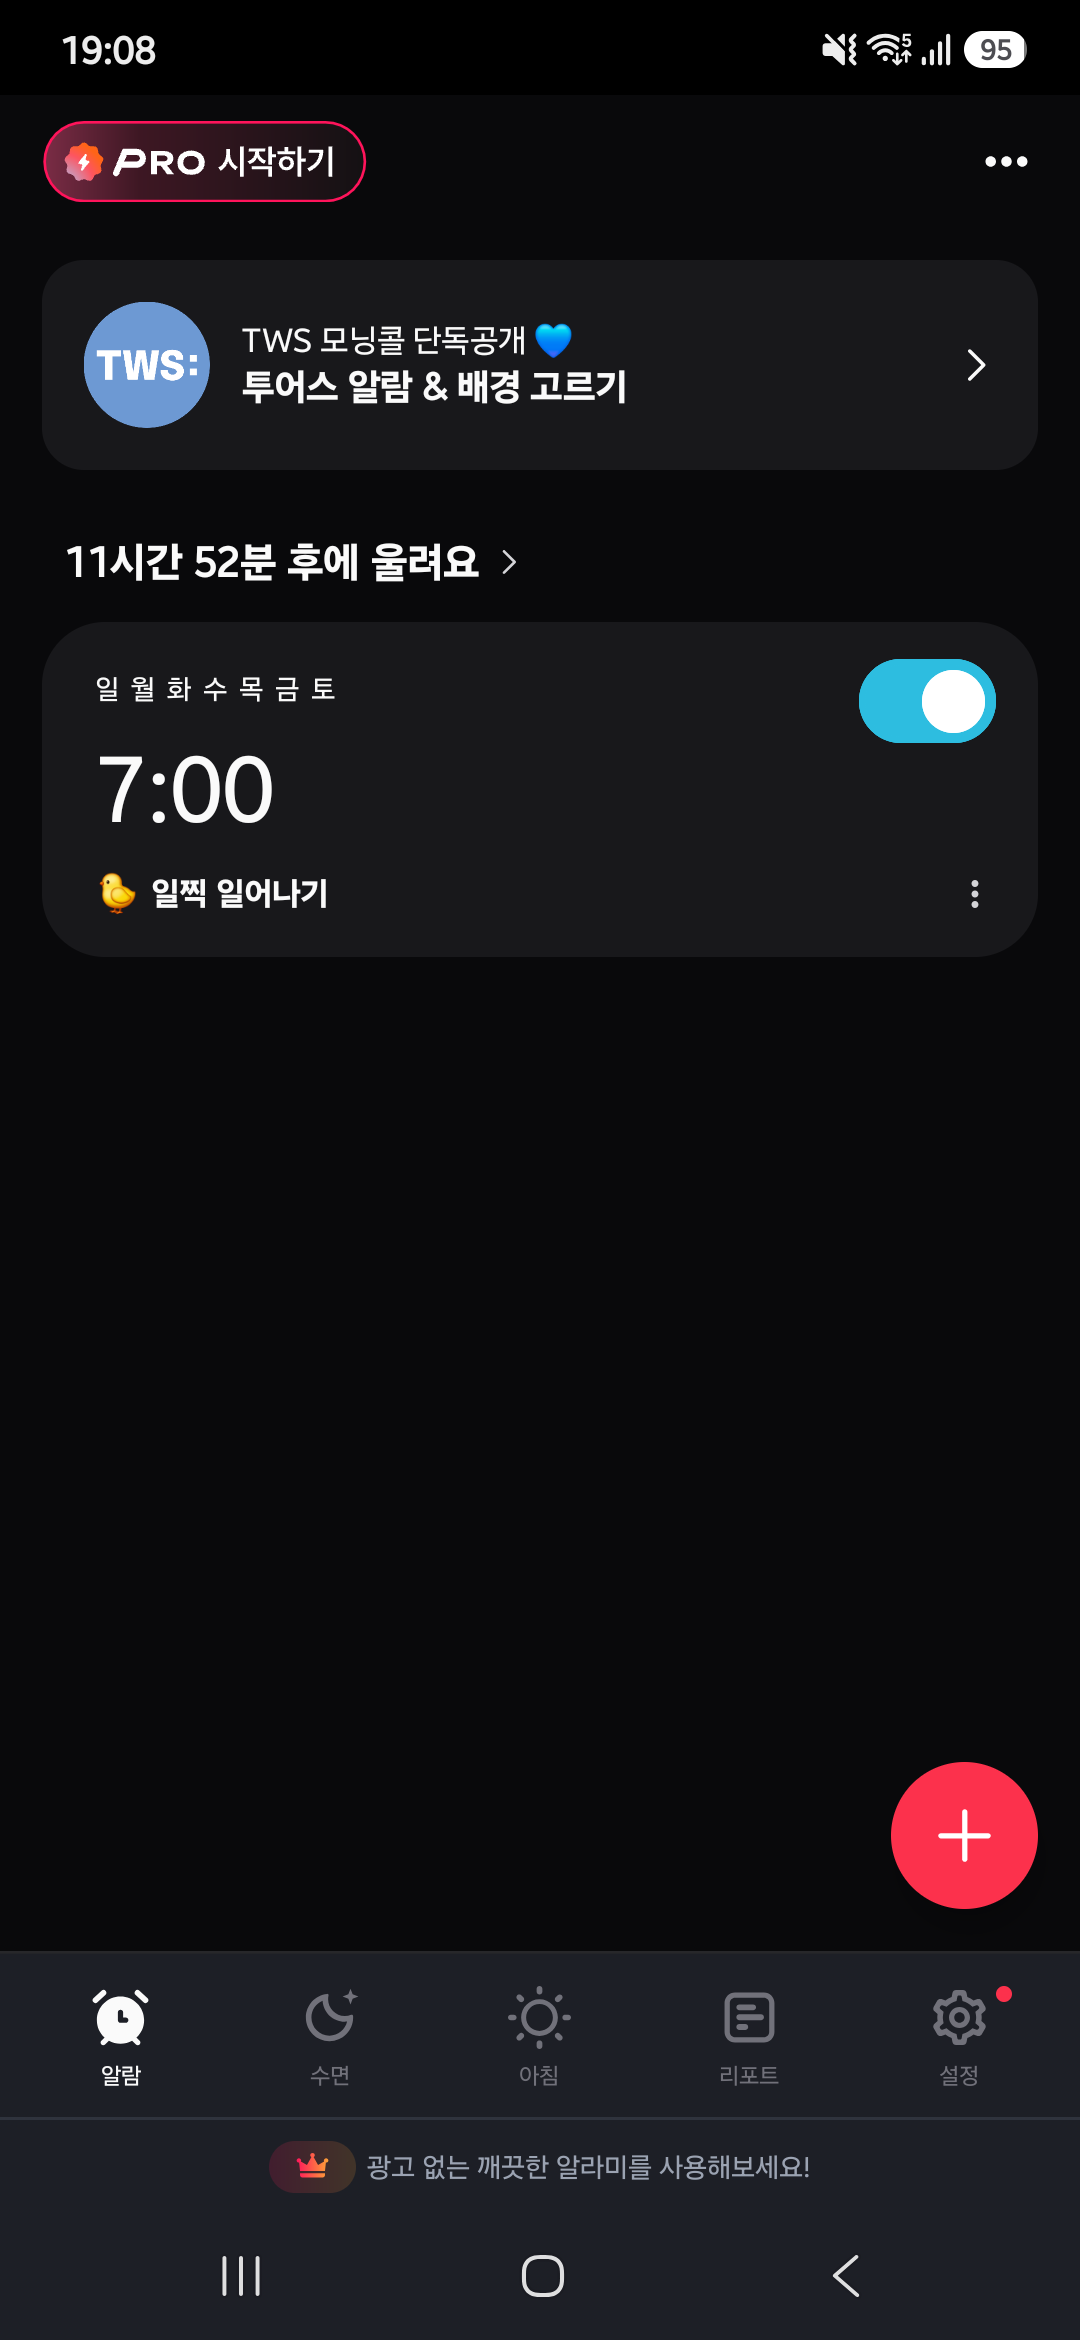 19:08
5
95
PRO 시작하기
TWS:
TWS 모닝콜 단독공개 💙
투어스 알람 & 배경 고르기
11시간 52분 후에 울려요
일 월 화 수 목 금 토
7:00
🐤 일찍 일어나기
알람
수면
아침
리포트
설정
광고 없는 깨끗한 알라미를 사용해보세요!